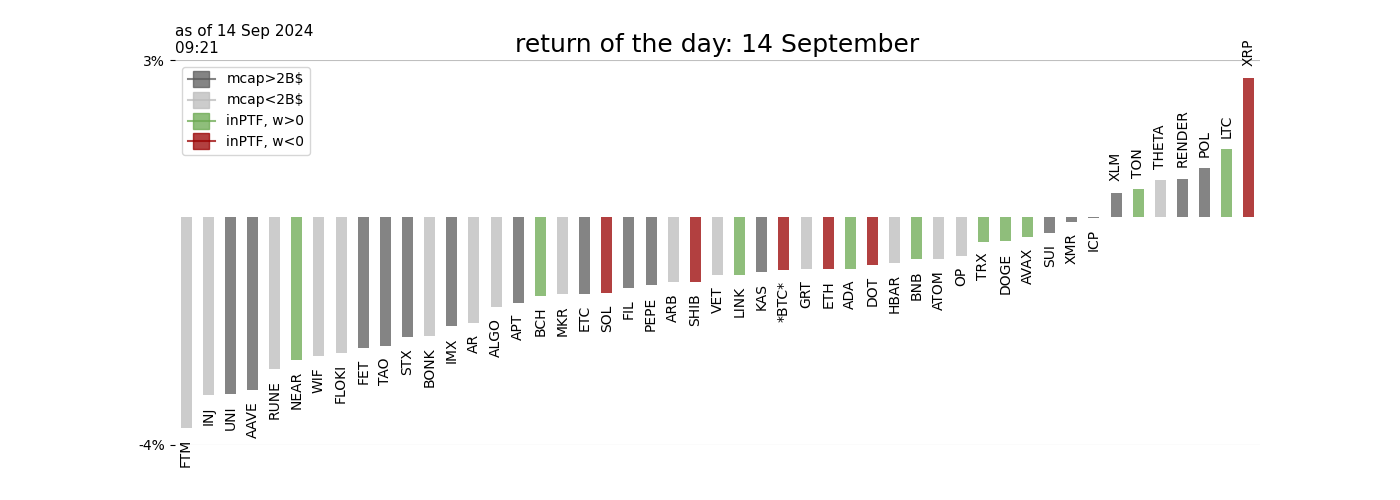 as of 14 Sep 2024
09:21
return of the day: 14 September
3%
mcap>2B$
mcap<2B$
inPTF, w>0
inPTF, w<0
-4%
FTM
INJ
UNI
AAVE
RUNE
NEAR
WIF
FLOKI
FET
TAO
STX
BONK
IMX
AR
ALGO
APT
BCH
MKR
ETC
SOL
FIL
PEPE
ARB
SHIB
VET
LINK
KAS
*BTC*
GRT
ETH
ADA
DOT
HBAR
BNB
ATOM
OP
TRX
DOGE
AVAX
SUI
XMR
ICP
XLM
TON
THETA
RENDER
POL
LTC
XRP